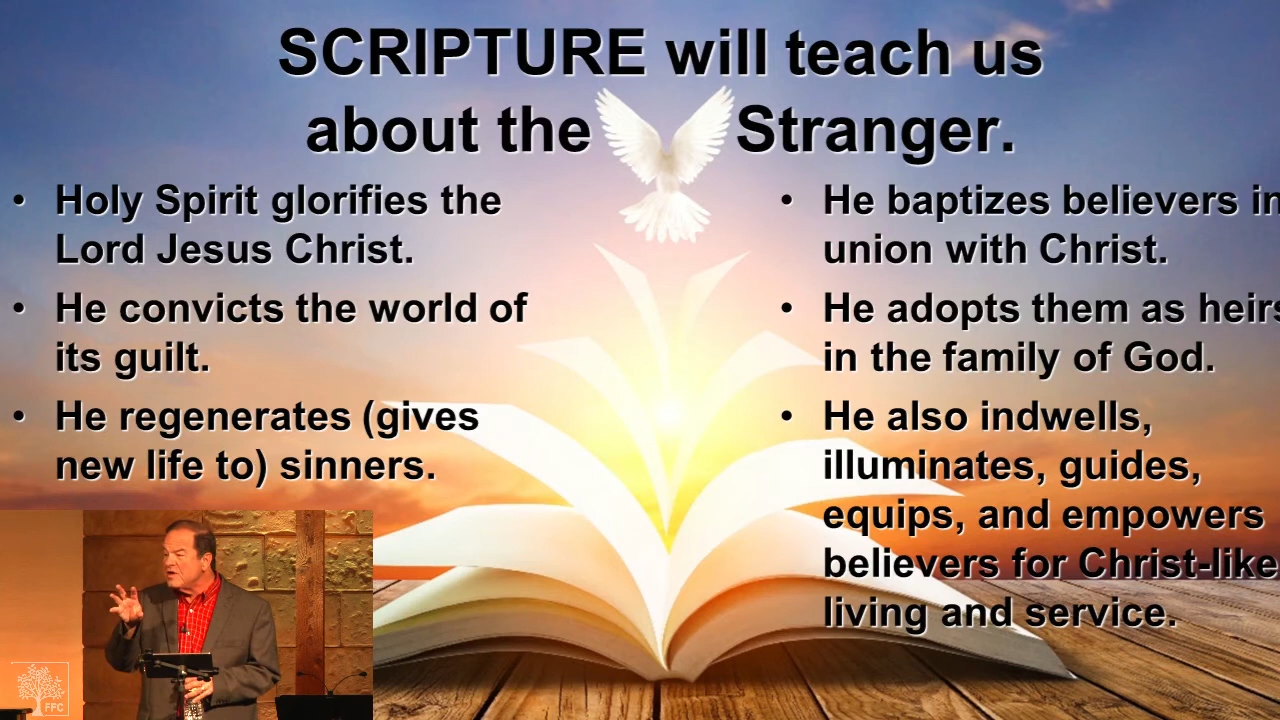 SCRIPTURE will teach us
about the Stranger.
• Holy Spirit glorifies the
Lord Jesus Christ.
• He convicts the world of
its guilt.
• He regenerates (gives
new life to) sinners.
• He baptizes believers in
union with Christ.
• He adopts them as heirs
in the family of God.
• He also indwells,
illuminates, guides,
equips, and empowers
believers for Christ-like
living and service.
FFC